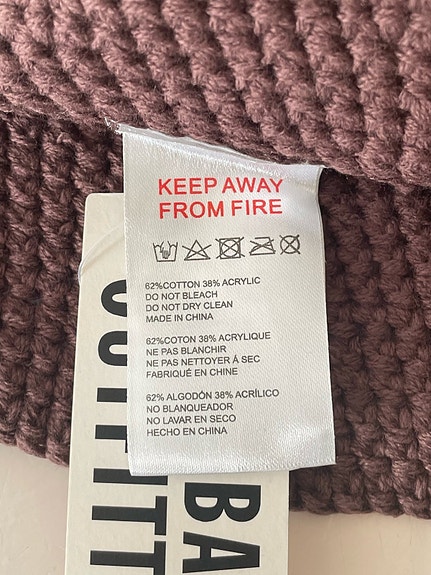 KEEP AWAY
FROM FIRE
62%COTTON 38% ACRYLIC
DO NOT BLEACH
DO NOT DRY CLEAN
MADE IN CHINA
62%COTON 38% ACRYLIQUE
NE PAS BLANCHIR
NE PAS NETTOYER Á SEC
FABRIQUÉ EN CHINE
62% ALGODÓN 38% ACRÍLICO
NO BLANQUEADOR
NO LAVAR EN SECO
HECHO EN CHINA